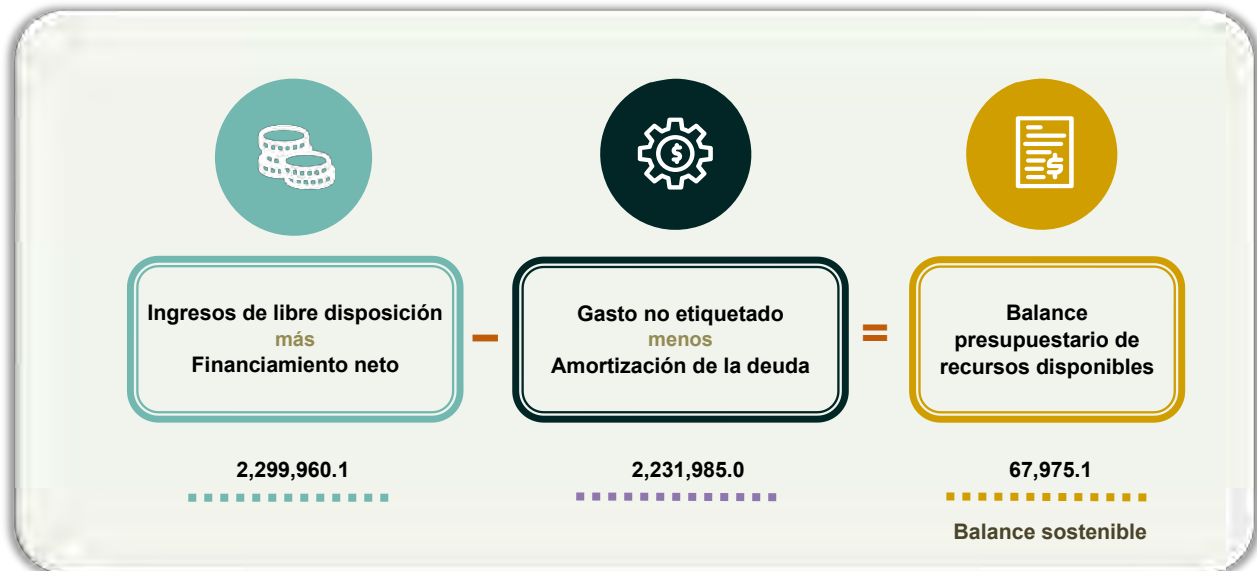 Ingresos de libre disposición
más
Financiamiento neto
−
Gasto no etiquetado
menos
Amortización de la deuda
=
Balance
presupuestario de
recursos disponibles
2,299,960.1
2,231,985.0
67,975.1
Balance sostenible